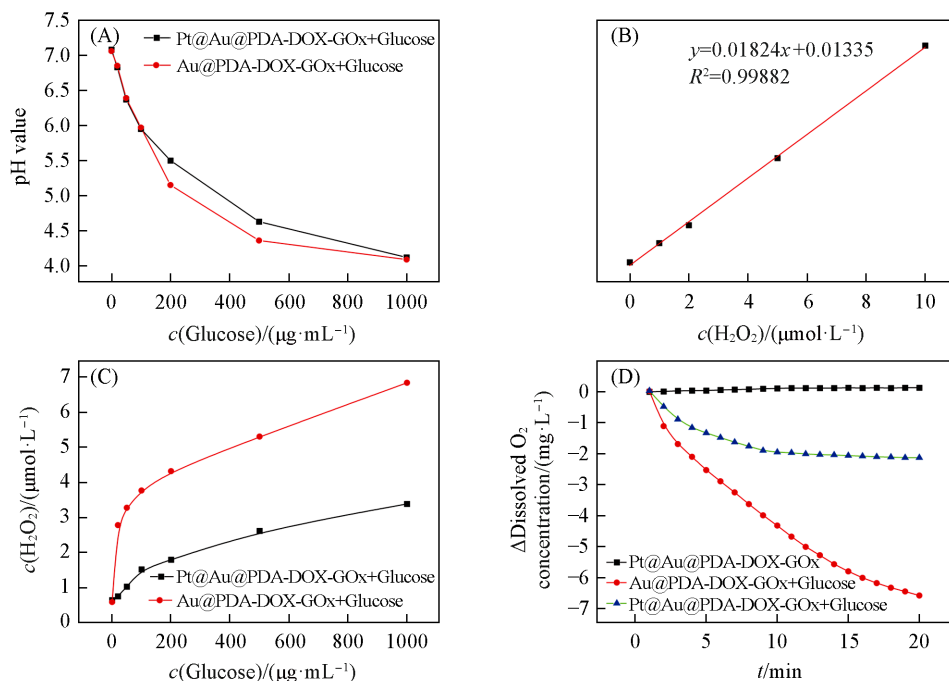 (A)
Pt@Au@PDA-DOX-GOx+Glucose
Au@PDA-DOX-GOx+Glucose
7.5
7.0
6.5
6.0
5.5
5.0
4.5
4.0
pH value
0 200 400 600 800 1000
c(Glucose)/(μg·mL⁻¹)
(B)
y=0.01824x+0.01335
R²=0.99882
0 2 4 6 8 10
c(H₂O₂)/(μmol·L⁻¹)
(C)
7
6
5
4
3
2
1
0
c(H₂O₂)/(μmol·L⁻¹)
Pt@Au@PDA-DOX-GOx+Glucose
Au@PDA-DOX-GOx+Glucose
0 200 400 600 800 1000
c(Glucose)/(μg·mL⁻¹)
(D)
0
−1
−2
−3
−4
−5
−6
−7
ΔDissolved O₂
concentration/(mg·L⁻¹)
Pt@Au@PDA-DOX-GOx
Au@PDA-DOX-GOx+Glucose
Pt@Au@PDA-DOX-GOx+Glucose
0 5 10 15 20
t/min